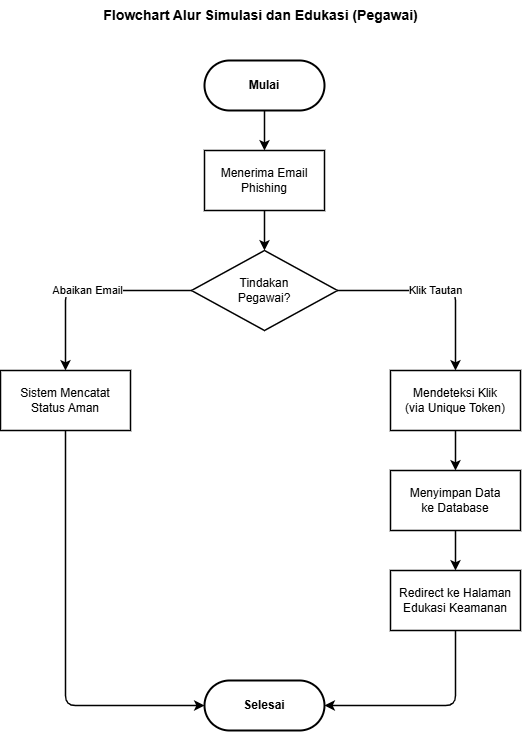 Flowchart Alur Simulasi dan Edukasi (Pegawai)
Mulai
Menerima Email
Phishing
Tindakan
Pegawai?
Abaikan Email
Klik Tautan
Sistem Mencatat
Status Aman
Mendeteksi Klik
(via Unique Token)
Menyimpan Data
ke Database
Redirect ke Halaman
Edukasi Keamanan
Selesai